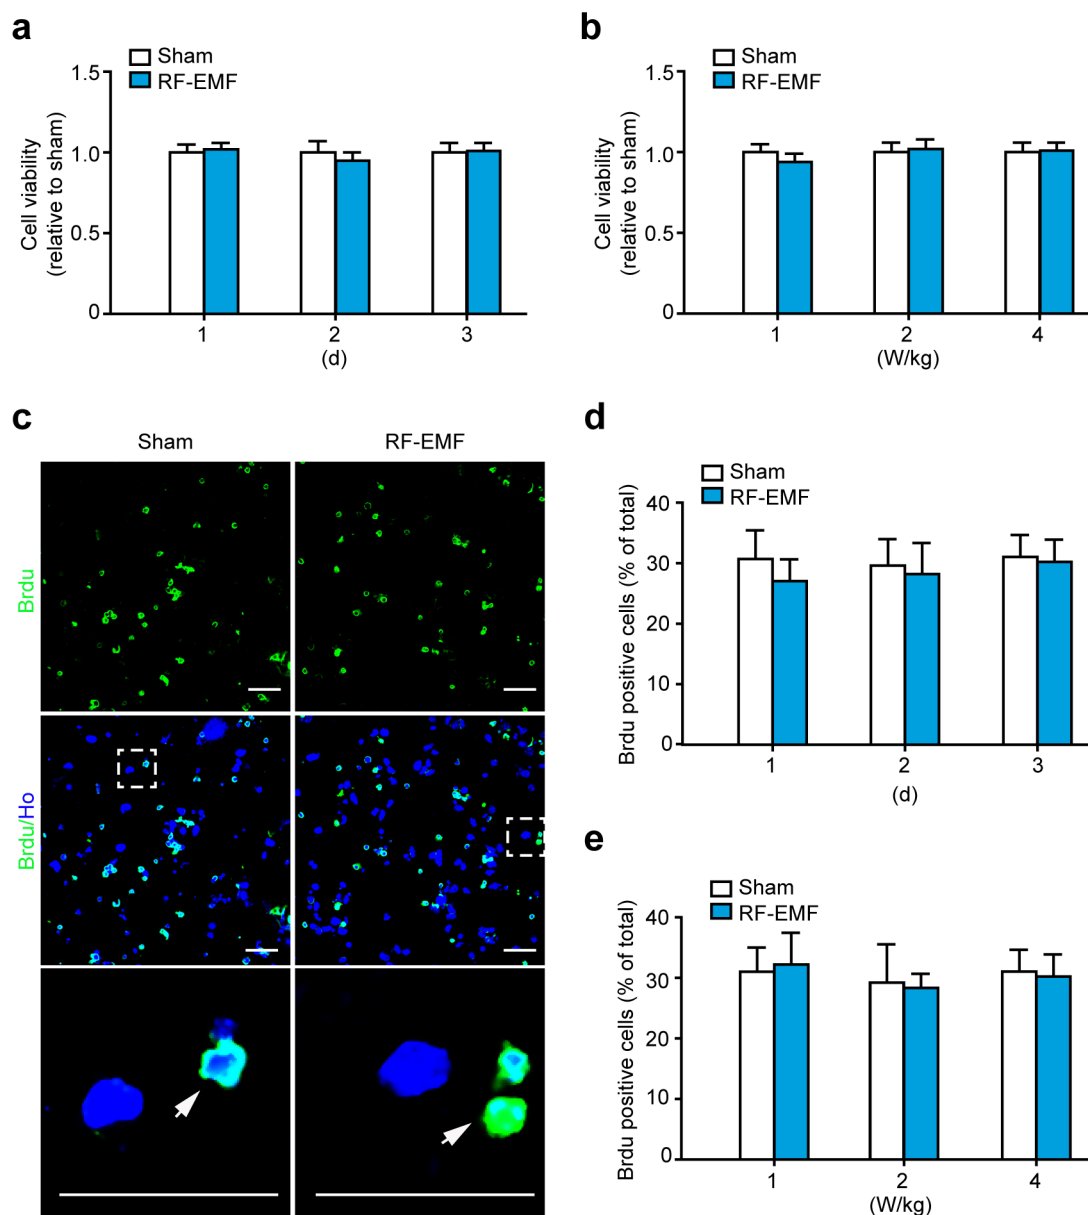 a
Sham
RF-EMF
Cell viability
(relative to sham)
1.5
1.0
0.5
0
1 2 3
(d)
b
Sham
RF-EMF
Cell viability
(relative to sham)
1.5
1.0
0.5
0
1 2 4
(W/kg)
c
Sham RF-EMF
Brdu
Brdu/Ho
d
Sham
RF-EMF
Brdu positive cells (% of total)
40
30
20
10
0
1 2 3
(d)
e
Sham
RF-EMF
Brdu positive cells (% of total)
40
30
20
10
0
1 2 4
(W/kg)